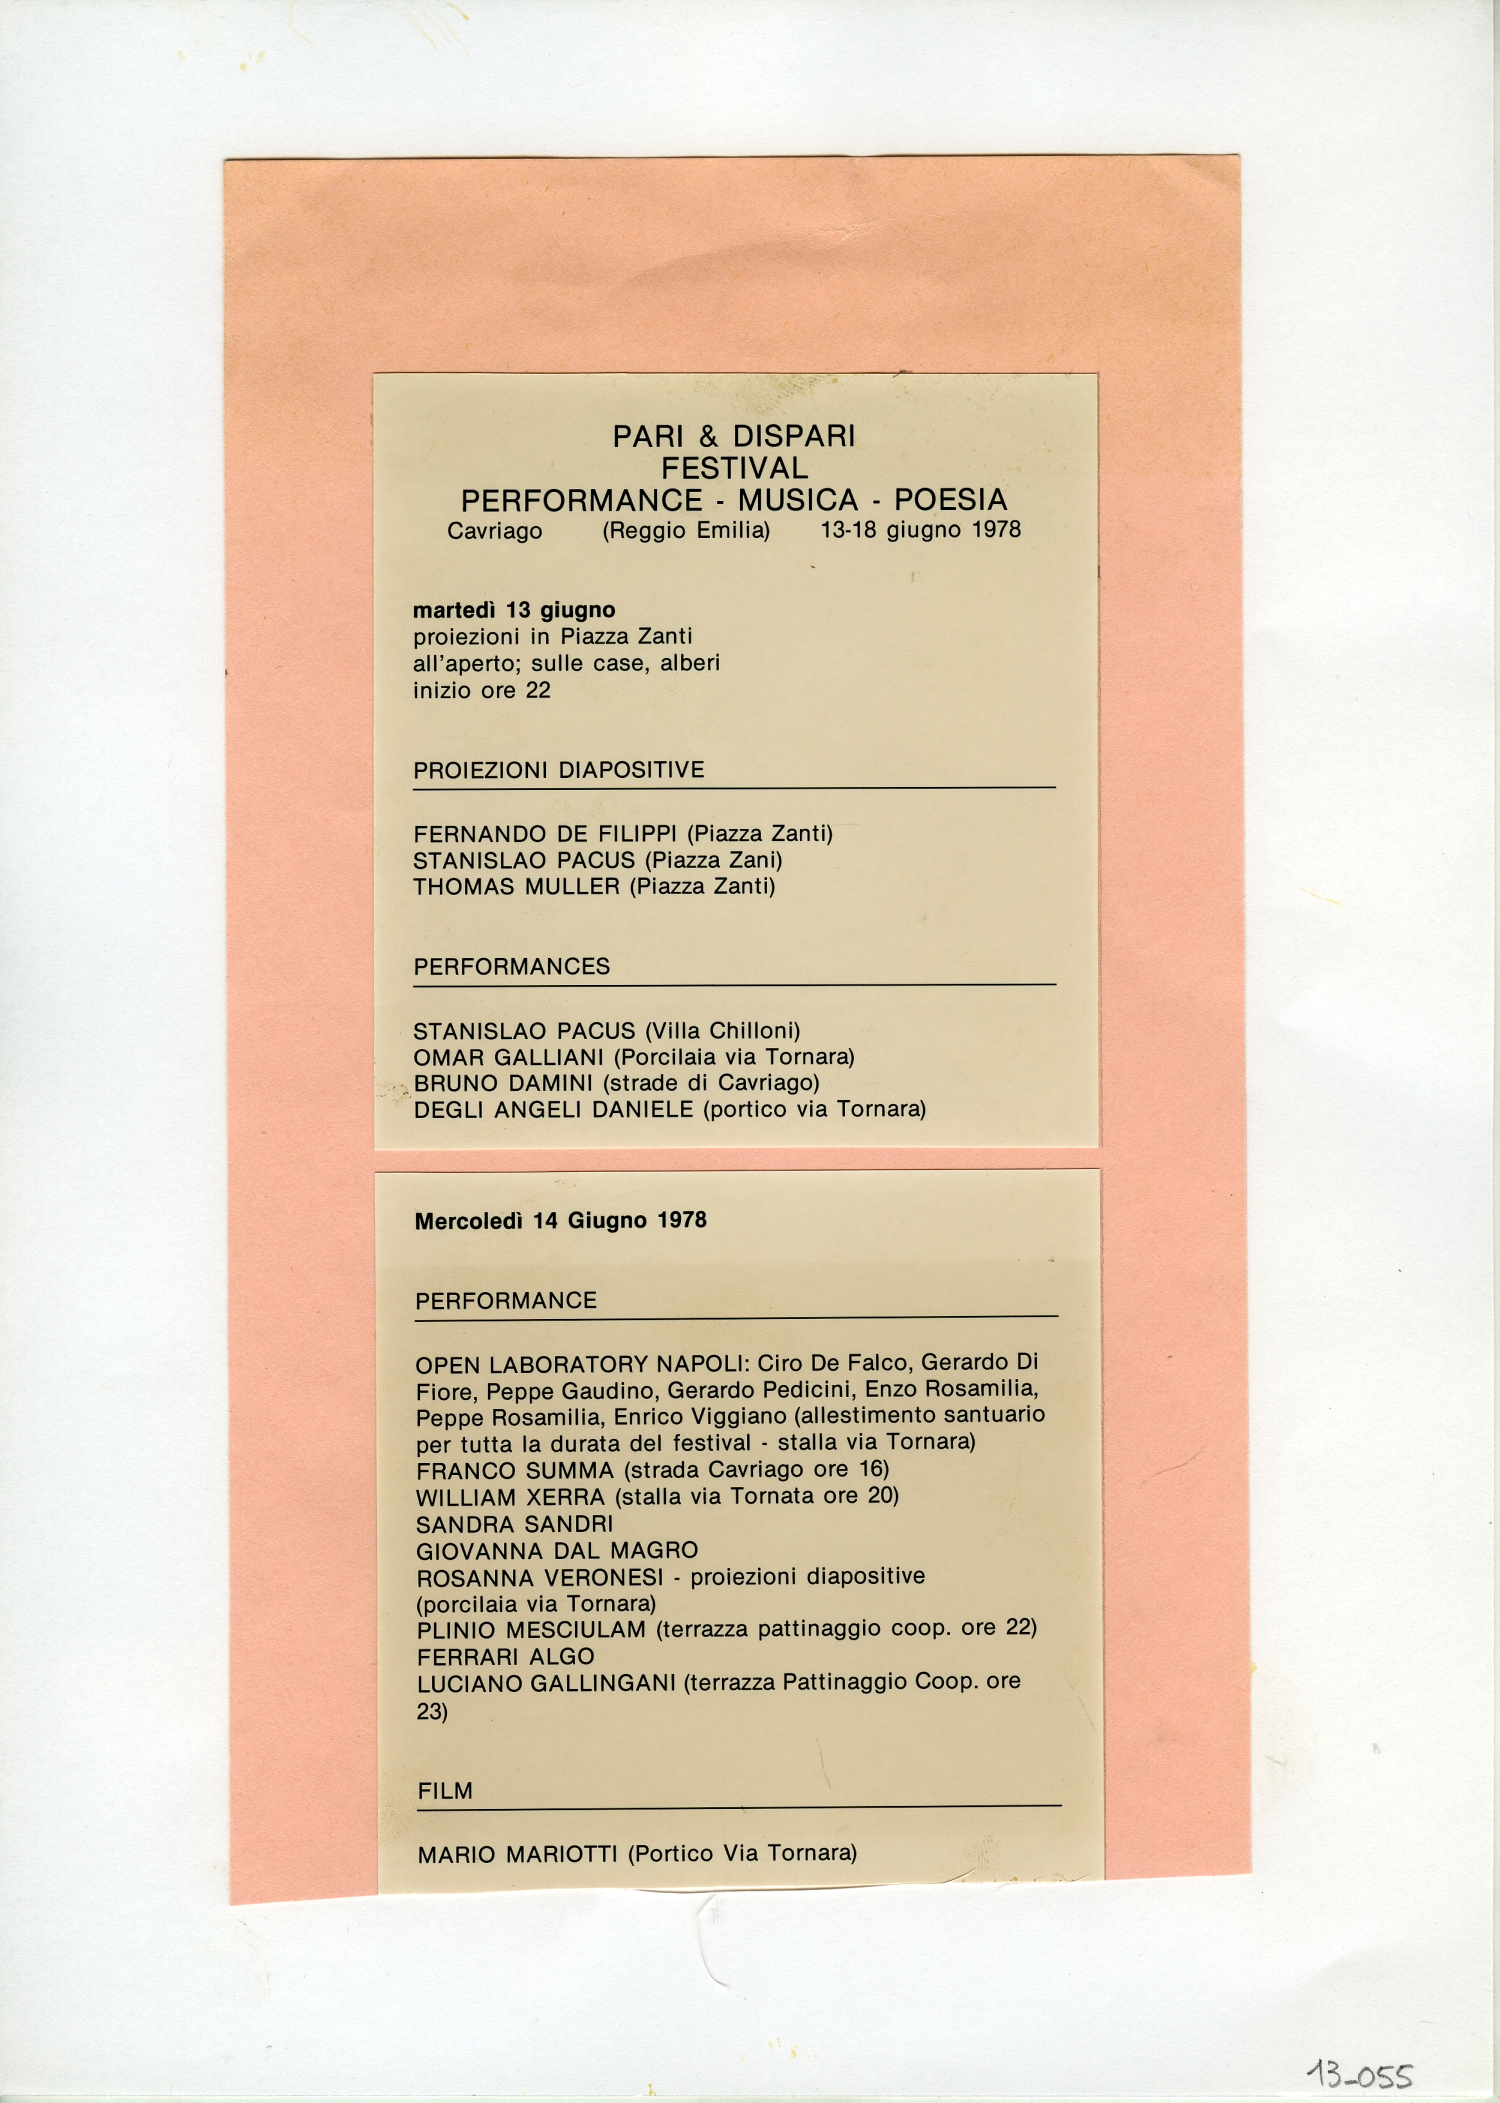 PARI & DISPARI
FESTIVAL
PERFORMANCE - MUSICA - POESIA
Cavriago (Reggio Emilia) 13-18 giugno 1978
martedì 13 giugno
proiezioni in Piazza Zanti
all'aperto; sulle case, alberi
inizio ore 22
PROIEZIONI DIAPOSITIVE
FERNANDO DE FILIPPI (Piazza Zanti)
STANISLAO PACUS (Piazza Zani)
THOMAS MULLER (Piazza Zanti)
PERFORMANCES
STANISLAO PACUS (Villa Chilloni)
OMAR GALLIANI (Porcilaia via Tornara)
BRUNO DAMINI (strade di Cavriago)
DEGLI ANGELI DANIELE (portico via Tornara)
Mercoledì 14 Giugno 1978
PERFORMANCE
OPEN LABORATORY NAPOLI: Ciro De Falco, Gerardo Di
Fiore, Peppe Gaudino, Gerardo Pedicini, Enzo Rosamilia,
Peppe Rosamilia, Enrico Viggiano (allestimento santuario
per tutta la durata del festival - stalla via Tornara)
FRANCO SUMMA (strada Cavriago ore 16)
WILLIAM XERRA (stalla via Tornata ore 20)
SANDRA SANDRI
GIOVANNA DAL MAGRO
ROSANNA VERONESI - proiezioni diapositive
(porcilaia via Tornara)
PLINIO MESCIULAM (terrazza pattinaggio coop. ore 22)
FERRARI ALGO
LUCIANO GALLINGANI (terrazza Pattinaggio Coop. ore
23)
FILM
MARIO MARIOTTI (Portico Via Tornara)
13-055